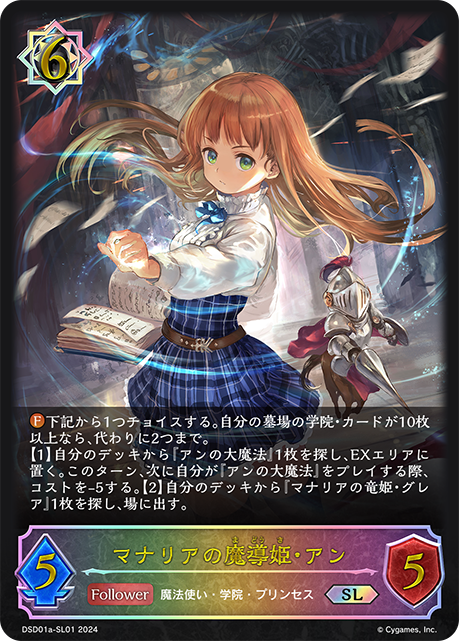 6
F下記から1つチョイスする。自分の墓場の学院・カードが10枚
以上なら、代わりに2つまで。
【1】自分のデッキから『アンの大魔法』1枚を探し、EXエリアに
置く。このターン、次に自分が『アンの大魔法』をプレイする際、
コストを-5する。【2】自分のデッキから『マナリアの竜姫・グレ
ア』1枚を探し、場に出す。
まどうき
マナリアの魔導姫・アン
5
5
Follower 魔法使い・学院・プリンセス SL
DSD01a-SL01 2024 © Cygames, Inc.